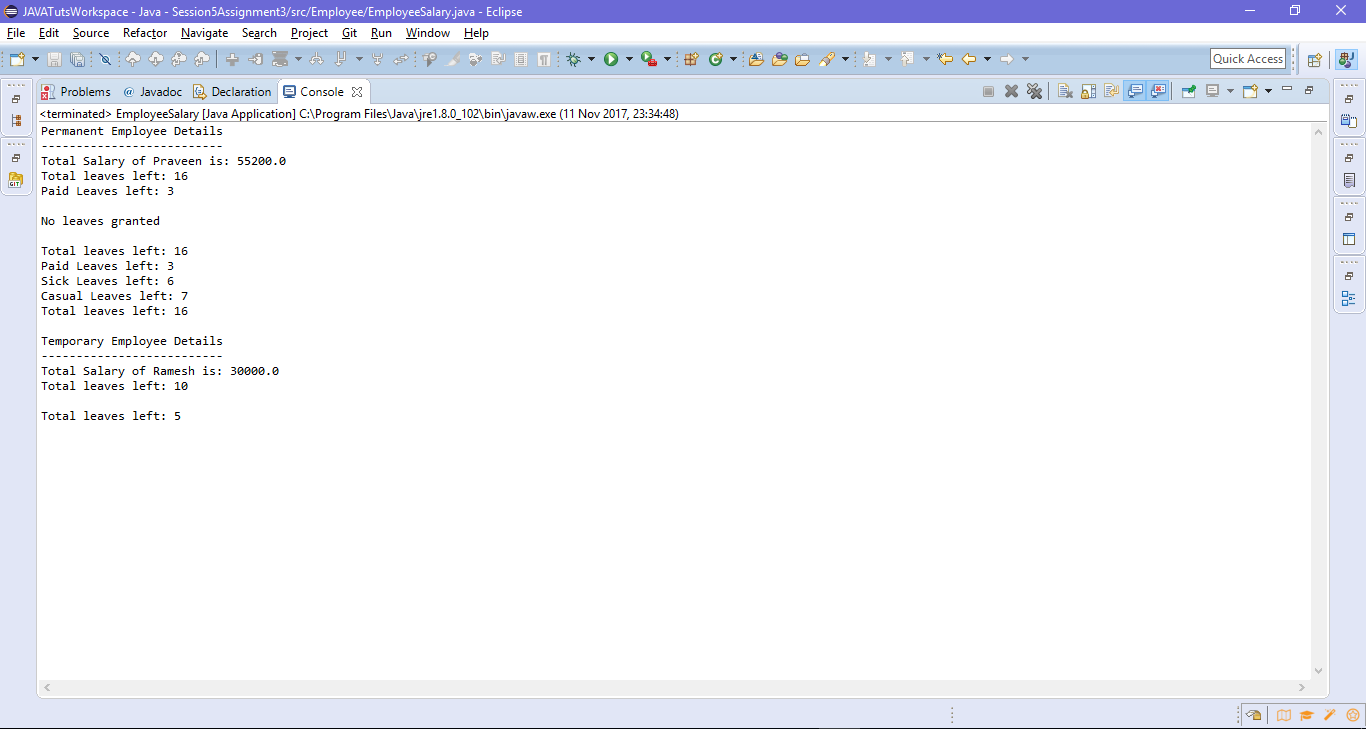 JAVATutsWorkspace - Java - Session5Assignment3/src/Employee/EmployeeSalary.java - Eclipse
File Edit Source Refactor Navigate Search Project Git Run Window Help
Quick Access
Problems @ Javadoc Declaration Console
<terminated> EmployeeSalary [Java Application] C:\Program Files\Java\jre1.8.0_102\bin\javaw.exe (11 Nov 2017, 23:34:48)
Permanent Employee Details
--------------------------
Total Salary of Praveen is: 55200.0
Total leaves left: 16
Paid Leaves left: 3
No leaves granted
Total leaves left: 16
Paid Leaves left: 3
Sick Leaves left: 6
Casual Leaves left: 7
Total leaves left: 16
Temporary Employee Details
--------------------------
Total Salary of Ramesh is: 30000.0
Total leaves left: 10
Total leaves left: 5
GIT